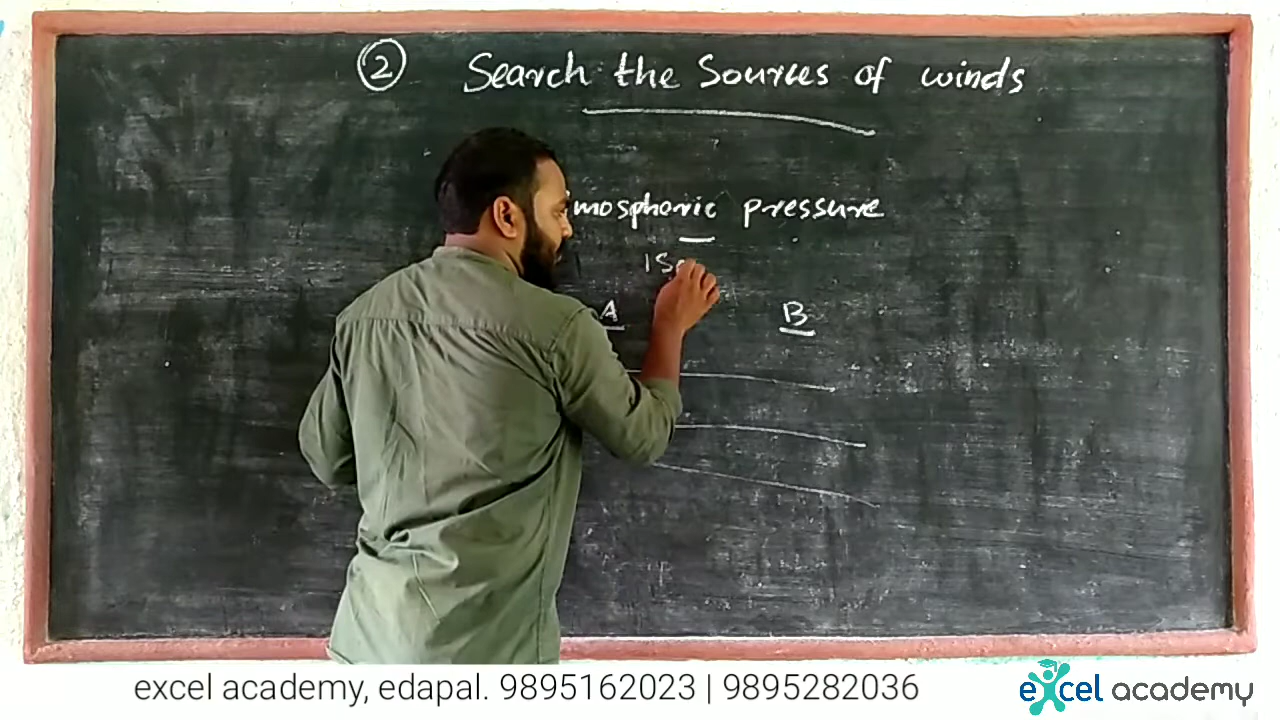 ② Search the Sources of winds
mospheric pressure
A B
excel academy, edapal. 9895162023 | 9895282036
excel academy